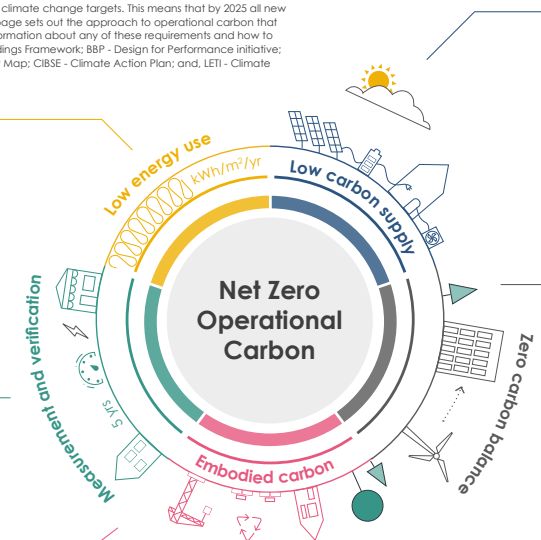 climate change targets. This means that by 2025 all new
page sets out the approach to operational carbon that
ormation about any of these requirements and how to
dings Framework; BBP - Design for Performance initiative;
Map; CIBSE - Climate Action Plan; and, LETI - Climate
Low energy use
kWh/m²/yr
Low carbon supply
Net Zero
Operational
Carbon
Measurement and verification
5 yrs
Zero carbon balance
Embodied carbon